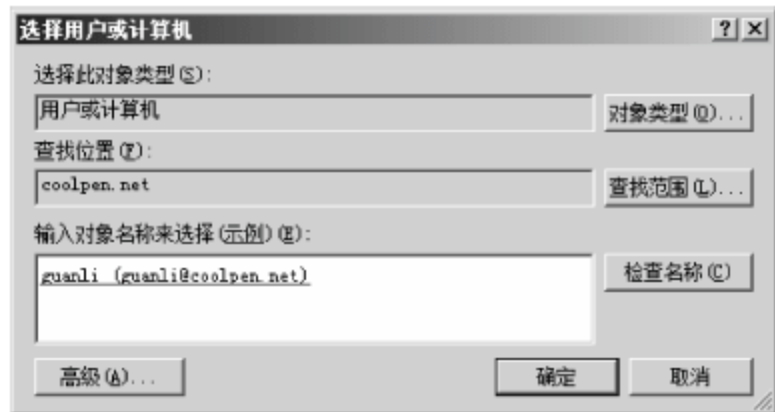 选择用户或计算机
选择此对象类型(S):
用户或计算机
对象类型(O)...
查找位置(F):
coolpen.net
查找范围(L)...
输入对象名称来选择(示例)(E):
guanli (guanli@coolpen.net)
检查名称(C)
高级(A)...
确定
取消